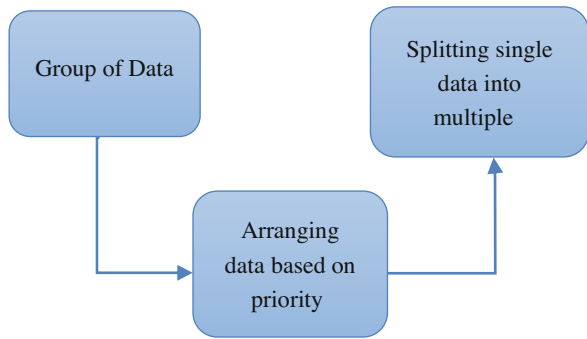 Group of Data
Splitting single
data into
multiple
Arranging
data based on
priority